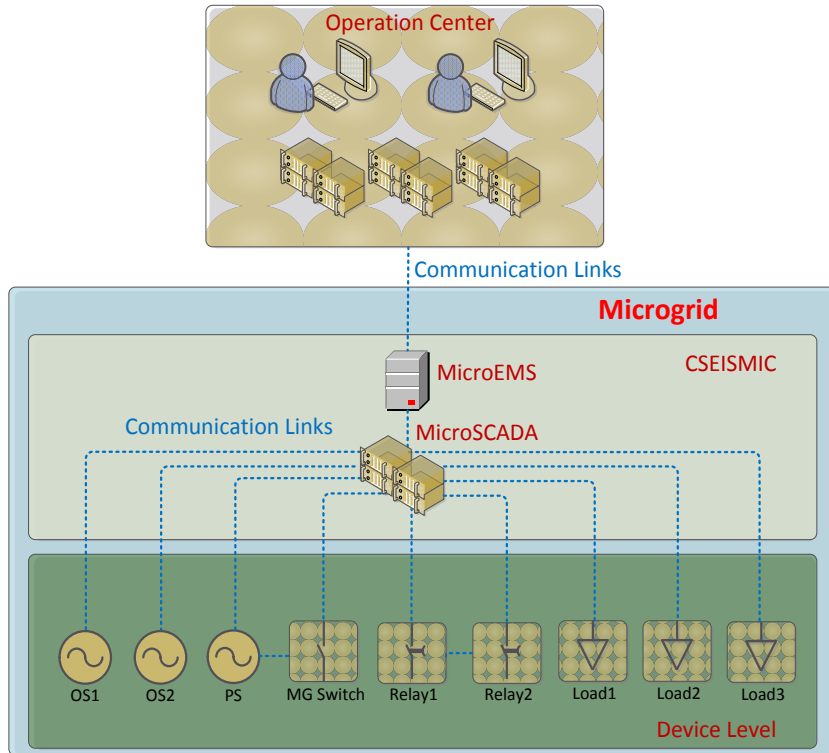 Operation Center
Communication Links
Microgrid
CSEISMIC
MicroEMS
Communication Links
MicroSCADA
OS1
OS2
PS
MG Switch
Relay1
Relay2
Load1
Load2
Load3
Device Level